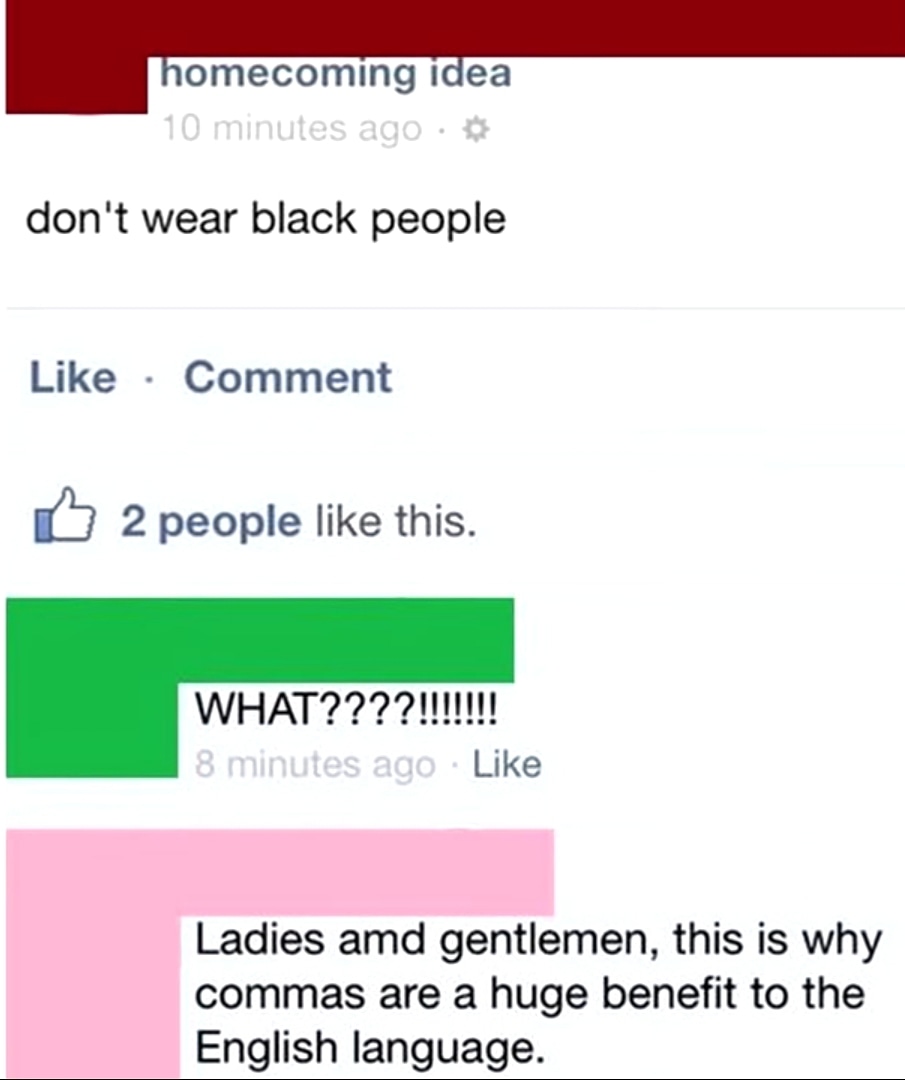 homecoming idea
10 minutes ago ·
don't wear black people
Like · Comment
2 people like this.
WHAT????!!!!!!!
8 minutes ago · Like
Ladies amd gentlemen, this is why
commas are a huge benefit to the
English language.